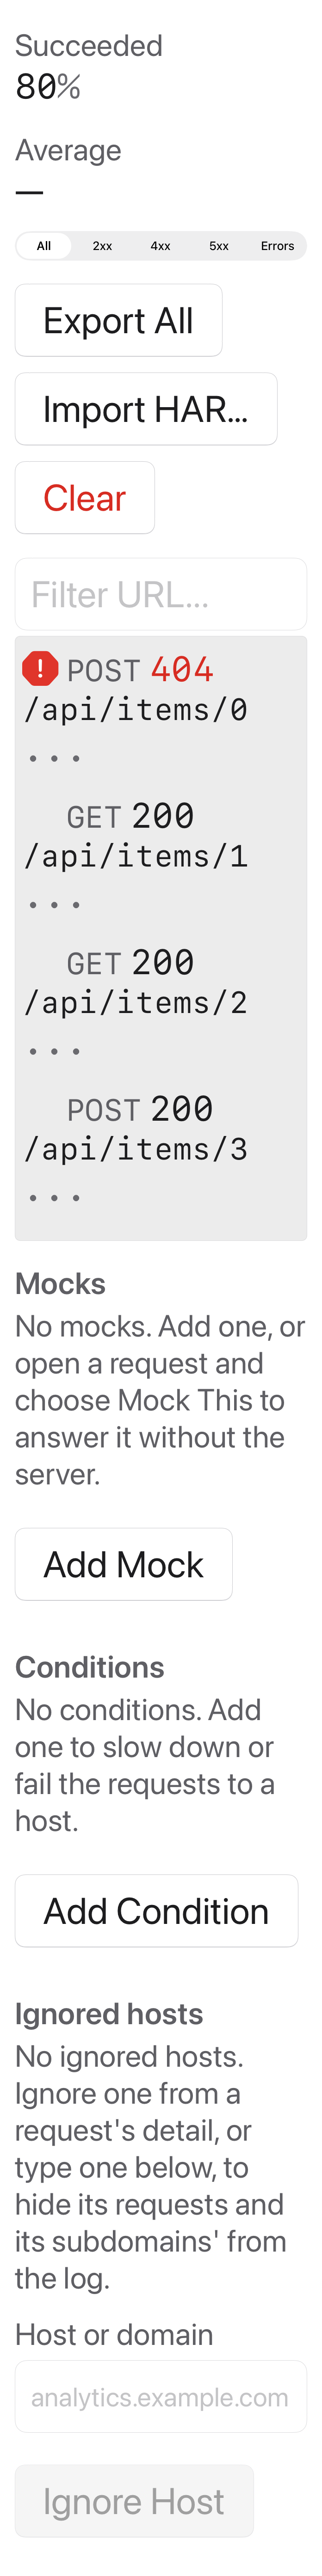 Succeeded
80%
Average
—
All 2xx 4xx 5xx Errors
Export All
Import HAR...
Clear
Filter URL...
POST 404
/api/items/0
...
GET 200
/api/items/1
...
GET 200
/api/items/2
...
POST 200
/api/items/3
...
Mocks
No mocks. Add one, or
open a request and
choose Mock This to
answer it without the
server.
Add Mock
Conditions
No conditions. Add
one to slow down or
fail the requests to a
host.
Add Condition
Ignored hosts
No ignored hosts.
Ignore one from a
request's detail, or
type one below, to
hide its requests and
its subdomains' from
the log.
Host or domain
analytics.example.com
Ignore Host